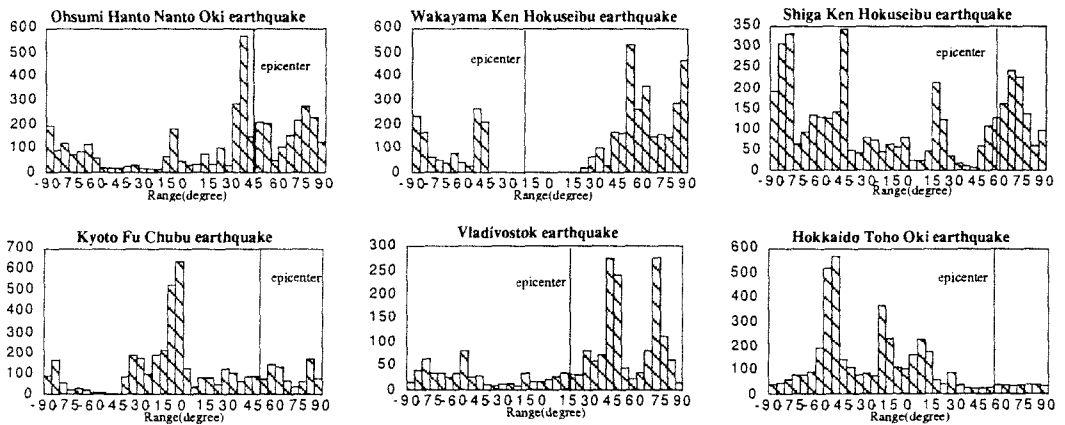 Ohsumi Hanto Nanto Oki earthquake
600
500
400
300
200
100
0
epicenter
-90 75 60 45 30 15 0 15 30 45 60 75 90
Range(degree)
Wakayama Ken Hokuseibu earthquake
600
500
400
300
200
100
0
epicenter
-90 75 60 45 30 15 0 15 30 45 60 75 90
Range(degree)
Shiga Ken Hokuseibu earthquake
350
300
250
200
150
100
50
0
epicenter
-90 75 60 45 30 15 0 15 30 45 60 75 90
Range(degree)
Kyoto Fu Chubu earthquake
700
600
500
400
300
200
100
0
epicenter
-90 75 60 45 30 15 0 15 30 45 60 75 90
Range(degree)
Vladivostok earthquake
300
250
200
150
100
50
0
epicenter
-90 75 60 45 30 15 0 15 30 45 60 75 90
Range(degree)
Hokkaido Toho Oki earthquake
600
500
400
300
200
100
0
epicenter
-90 75 60 45 30 15 0 15 30 45 60 75 90
Range(degree)